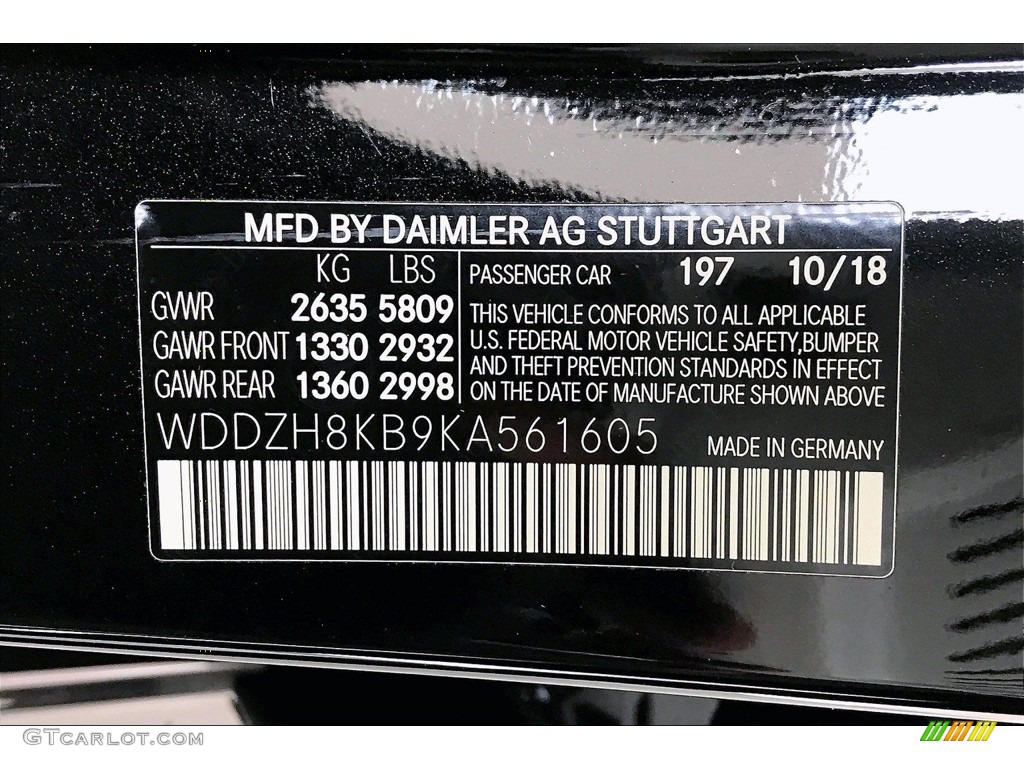 MFD BY DAIMLER AG STUTTGART
KG LBS
GVWR 2635 5809
GAWR FRONT 1330 2932
GAWR REAR 1360 2998
PASSENGER CAR 197 10/18
THIS VEHICLE CONFORMS TO ALL APPLICABLE
U.S. FEDERAL MOTOR VEHICLE SAFETY,BUMPER
AND THEFT PREVENTION STANDARDS IN EFFECT
ON THE DATE OF MANUFACTURE SHOWN ABOVE
WDDZH8KB9KA561605
MADE IN GERMANY
GTCARLOT.COM